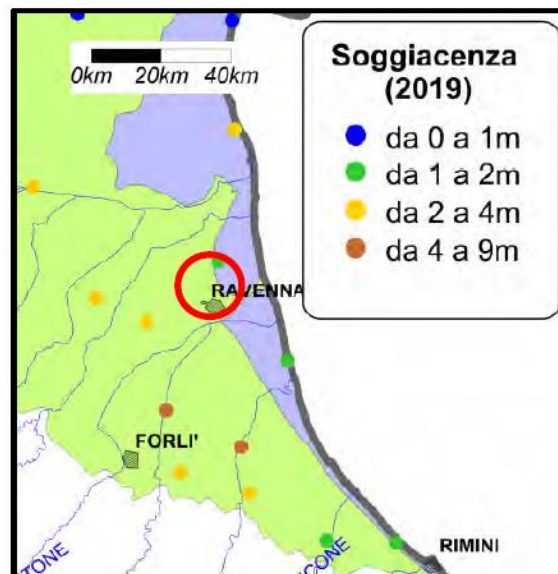 0km 20km 40km
Soggiacenza
(2019)
da 0 a 1m
da 1 a 2m
da 2 a 4m
da 4 a 9m
RAVENNA
FORLI'
RIMINI
TONE
CONE